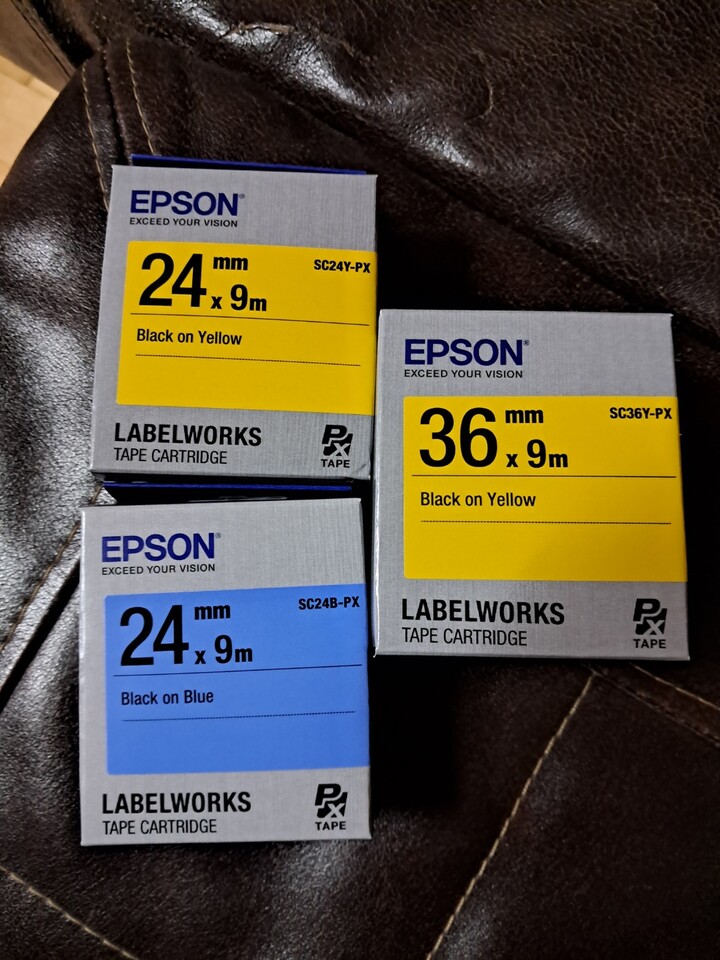 EPSON®
EXCEED YOUR VISION
24 mm x 9m
SC24Y-PX
Black on Yellow
LABELWORKS
TAPE CARTRIDGE
Px
TAPE
EPSON®
EXCEED YOUR VISION
36 mm x 9m
SC36Y-PX
Black on Yellow
LABELWORKS
TAPE CARTRIDGE
Px
TAPE
EPSON®
EXCEED YOUR VISION
24 mm x 9m
SC24B-PX
Black on Blue
LABELWORKS
TAPE CARTRIDGE
Px
TAPE